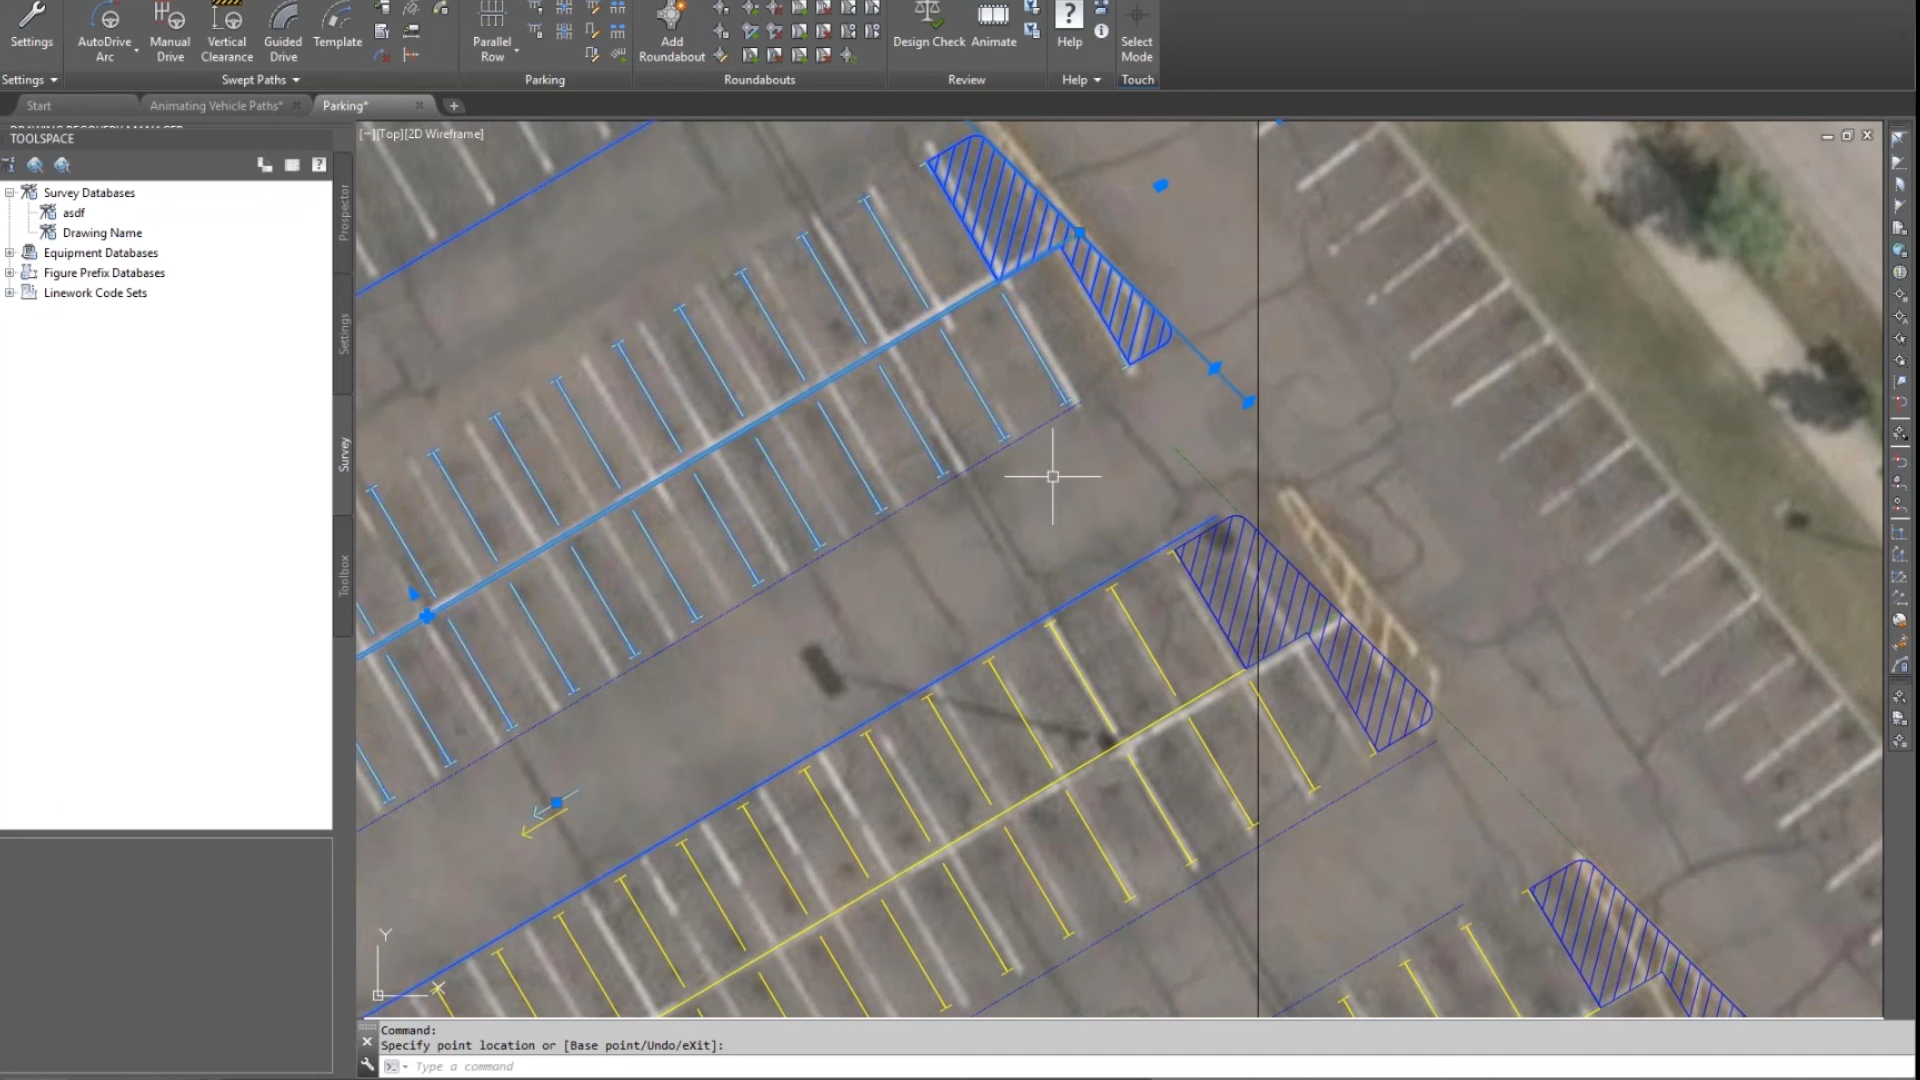 Settings
AutoDrive
Arc
Manual
Drive
Vertical
Clearance
Guided
Drive
Template
Parallel
Row
Add
Roundabout
Design Check
Animate
Help
Select
Mode
Settings
Swept Paths
Parking
Roundabouts
Review
Help
Touch
Start
Animating Vehicle Paths*
Parking*
TOOLSPACE
Survey Databases
asdf
Drawing Name
Equipment Databases
Figure Prefix Databases
Linework Code Sets
Prospector
Settings
Survey
Toolbox
[−][Top][2D Wireframe]
Y
X
Command:
Specify point location or [Base point/Undo/eXit]:
Type a command